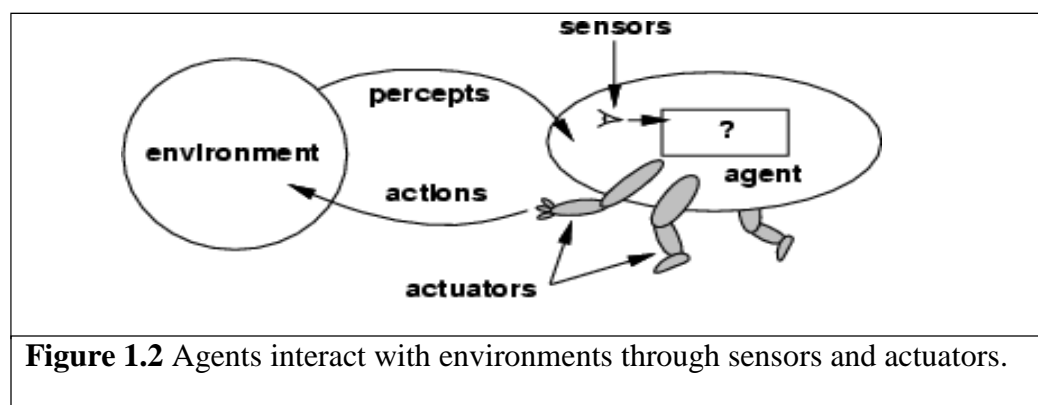 sensors
percepts
?
environment
agent
actions
actuators
Figure 1.2 Agents interact with environments through sensors and actuators.